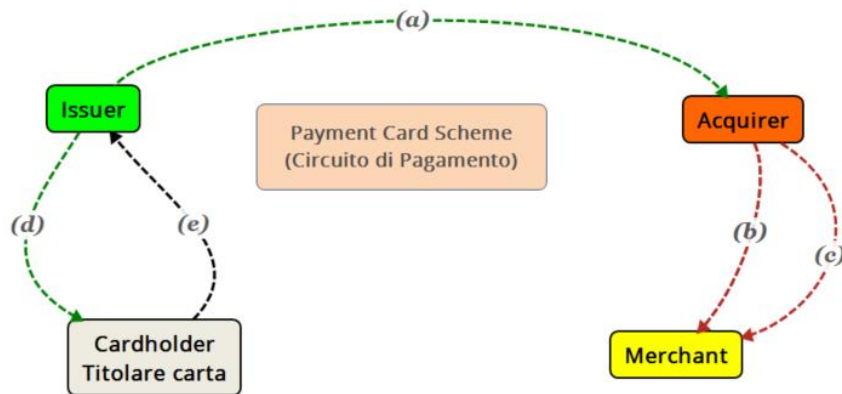 (a)
Issuer
Payment Card Scheme
(Circuito di Pagamento)
Acquirer
(d)
(e)
(b)
(c)
Cardholder
Titolare carta
Merchant